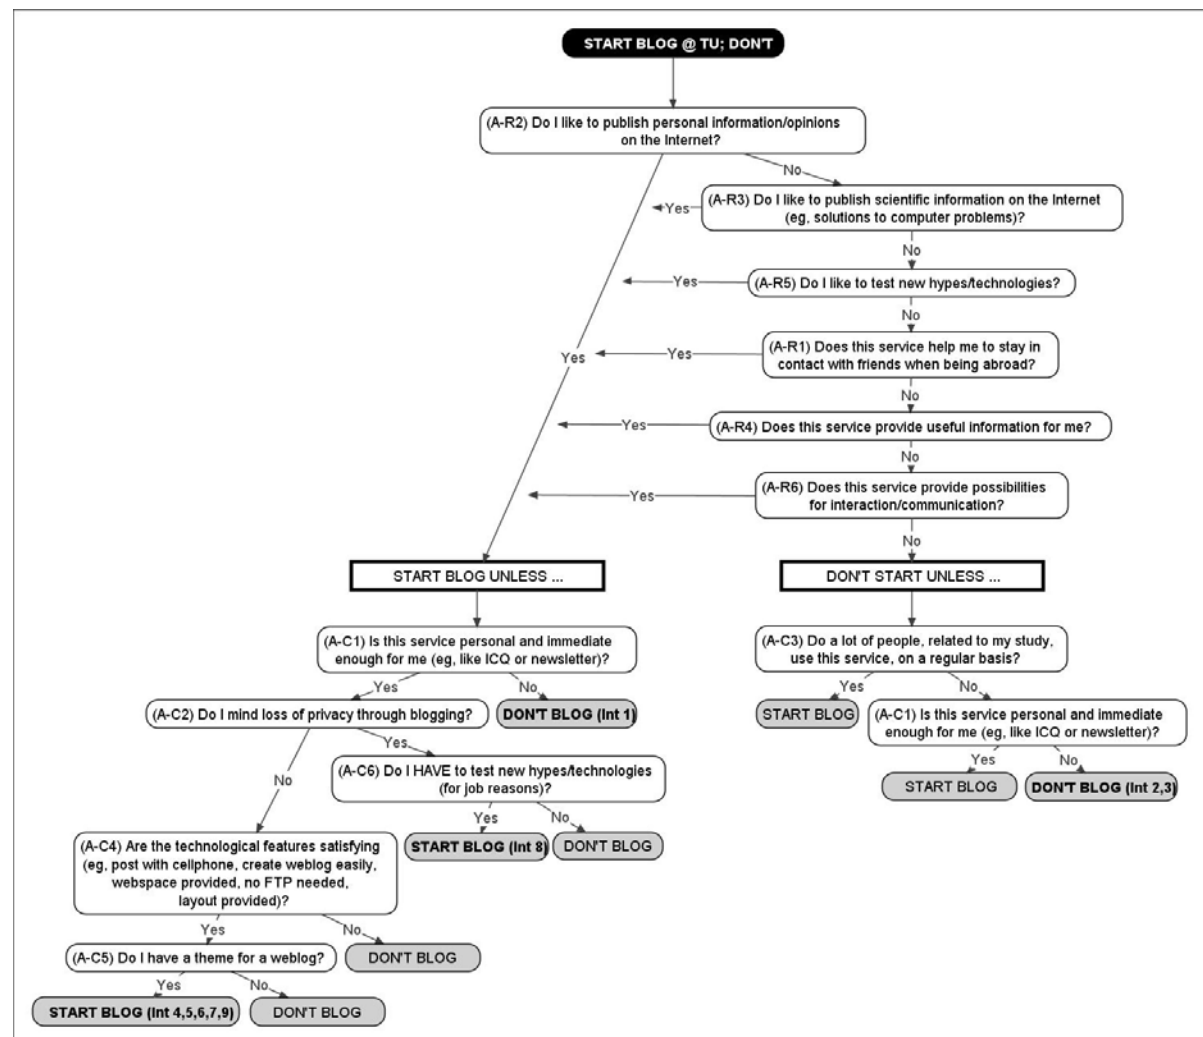 START BLOG @ TU; DON'T
(A-R2) Do I like to publish personal information/opinions
on the Internet?
No
(A-R3) Do I like to publish scientific information on the Internet
(eg, solutions to computer problems)?
Yes
No
(A-R5) Do I like to test new hypes/technologies?
Yes
No
(A-R1) Does this service help me to stay in
contact with friends when being abroad?
Yes
Yes
No
(A-R4) Does this service provide useful information for me?
Yes
No
(A-R6) Does this service provide possibilities
for interaction/communication?
Yes
No
START BLOG UNLESS ...
DON'T START UNLESS ...
(A-C1) Is this service personal and immediate
enough for me (eg, like ICQ or newsletter)?
Yes
No
DON'T BLOG (Int 1)
(A-C2) Do I mind loss of privacy through blogging?
Yes
No
(A-C6) Do I HAVE to test new hypes/technologies
(for job reasons)?
Yes
No
START BLOG (Int 8)
DON'T BLOG
(A-C4) Are the technological features satisfying
(eg, post with cellphone, create weblog easily,
webspace provided, no FTP needed,
layout provided)?
Yes
No
DON'T BLOG
(A-C5) Do I have a theme for a weblog?
Yes
No
START BLOG (Int 4,5,6,7,9)
DON'T BLOG
(A-C3) Do a lot of people, related to my study,
use this service, on a regular basis?
Yes
No
START BLOG
(A-C1) Is this service personal and immediate
enough for me (eg, like ICQ or newsletter)?
Yes
No
START BLOG
DON'T BLOG (Int 2,3)